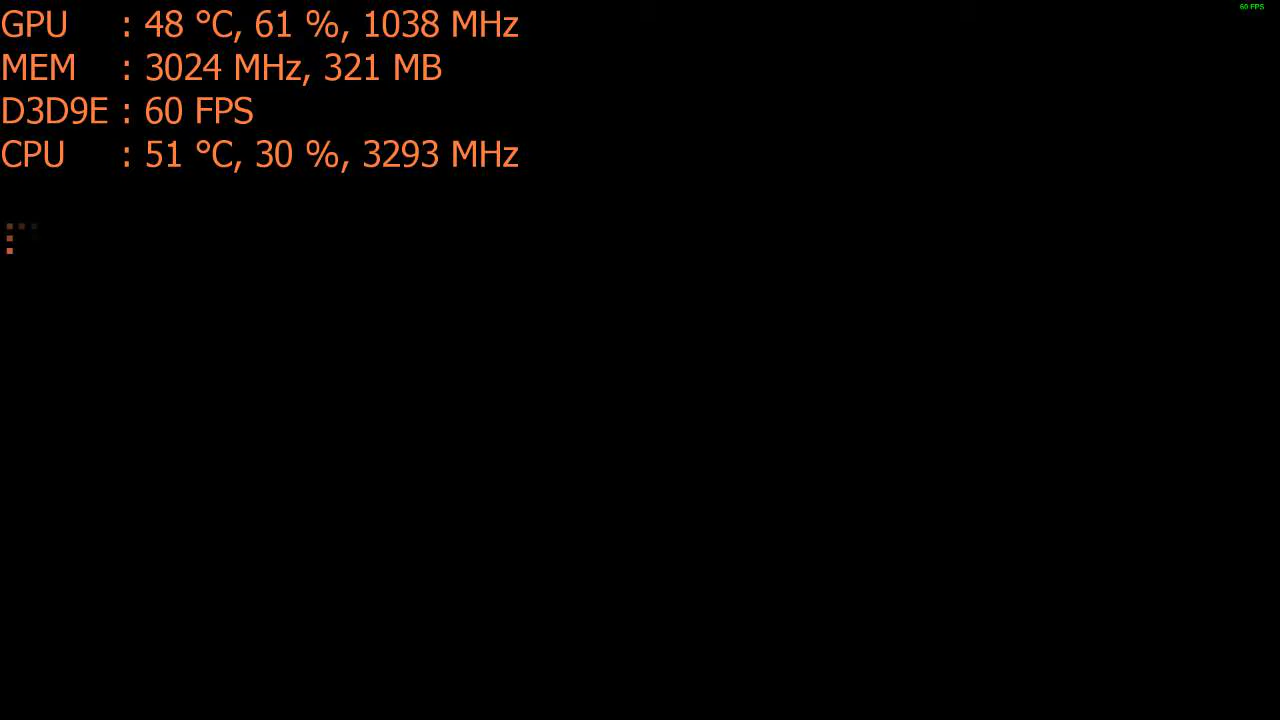 GPU : 48 °C, 61 %, 1038 MHz
60 FPS
MEM : 3024 MHz, 321 MB
D3D9E : 60 FPS
CPU : 51 °C, 30 %, 3293 MHz